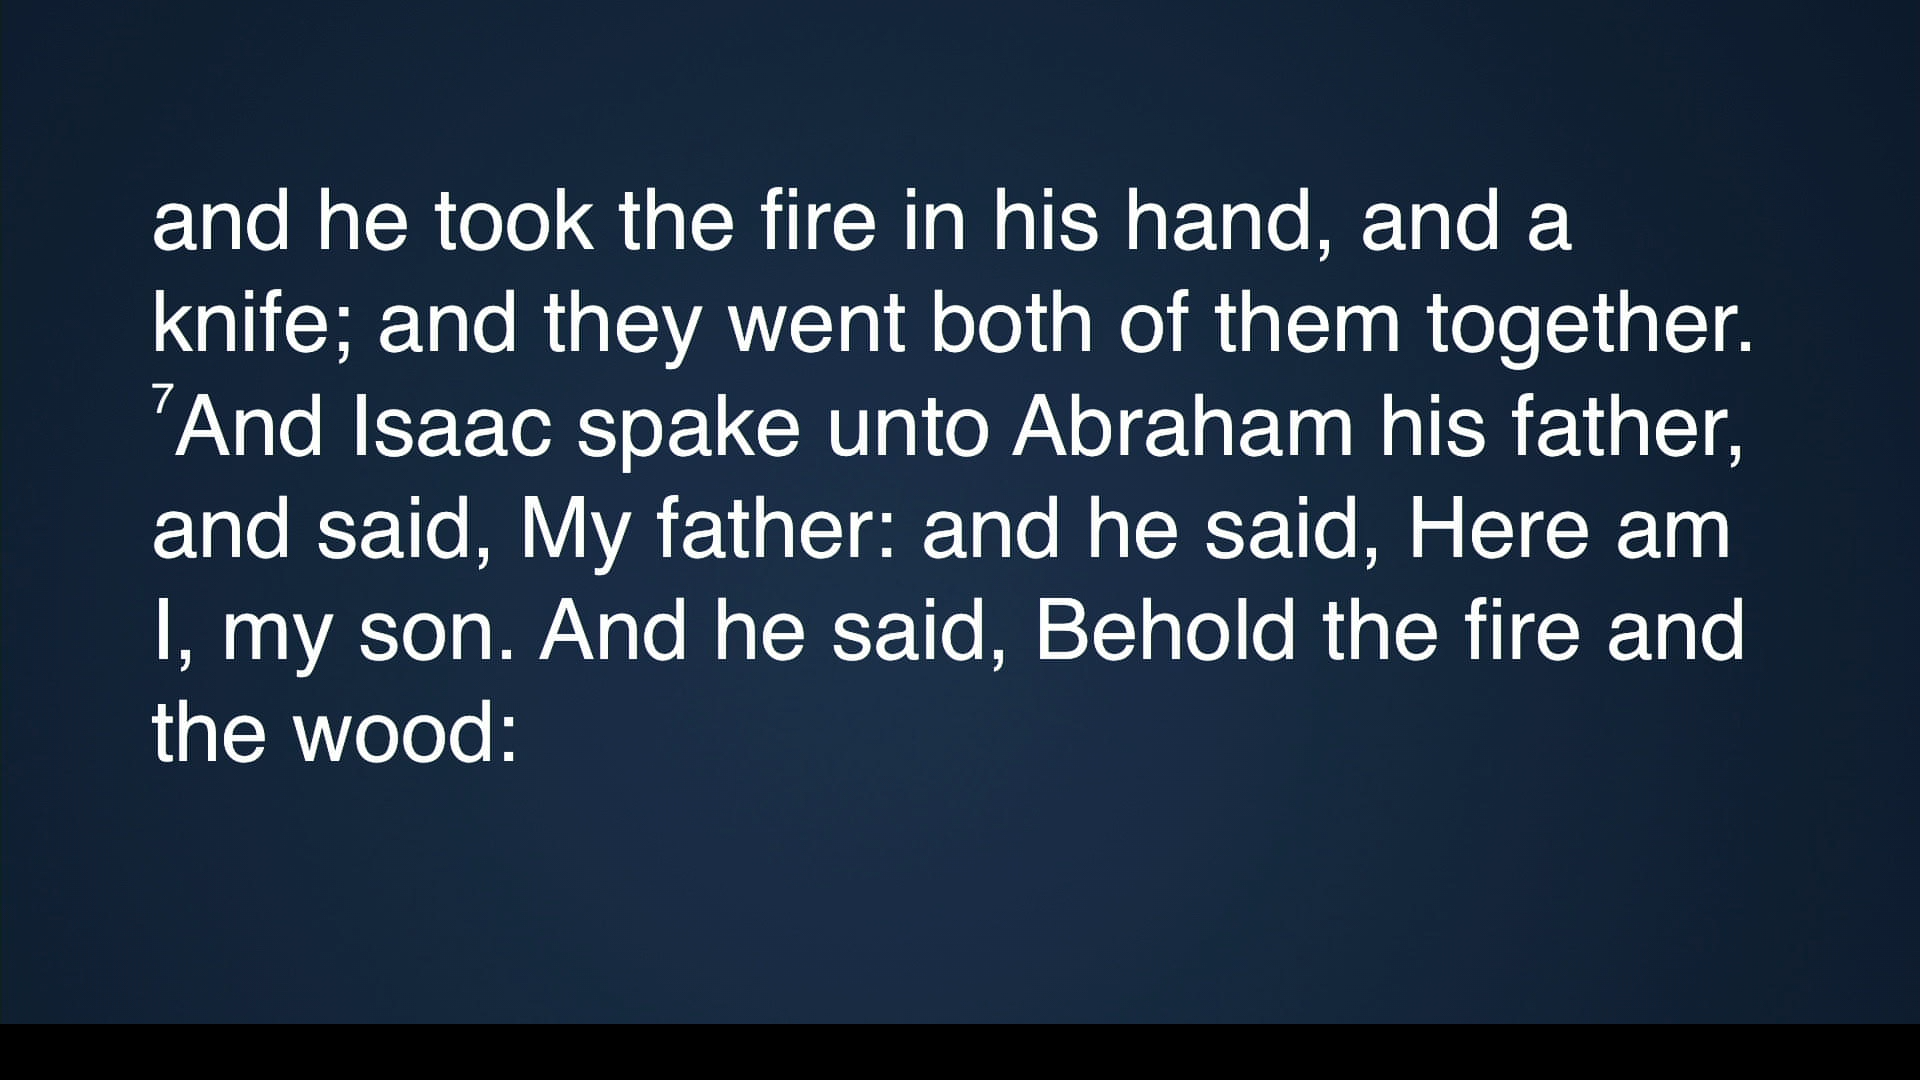 and he took the fire in his hand, and a
knife; and they went both of them together.
⁷And Isaac spake unto Abraham his father,
and said, My father: and he said, Here am
I, my son. And he said, Behold the fire and
the wood: